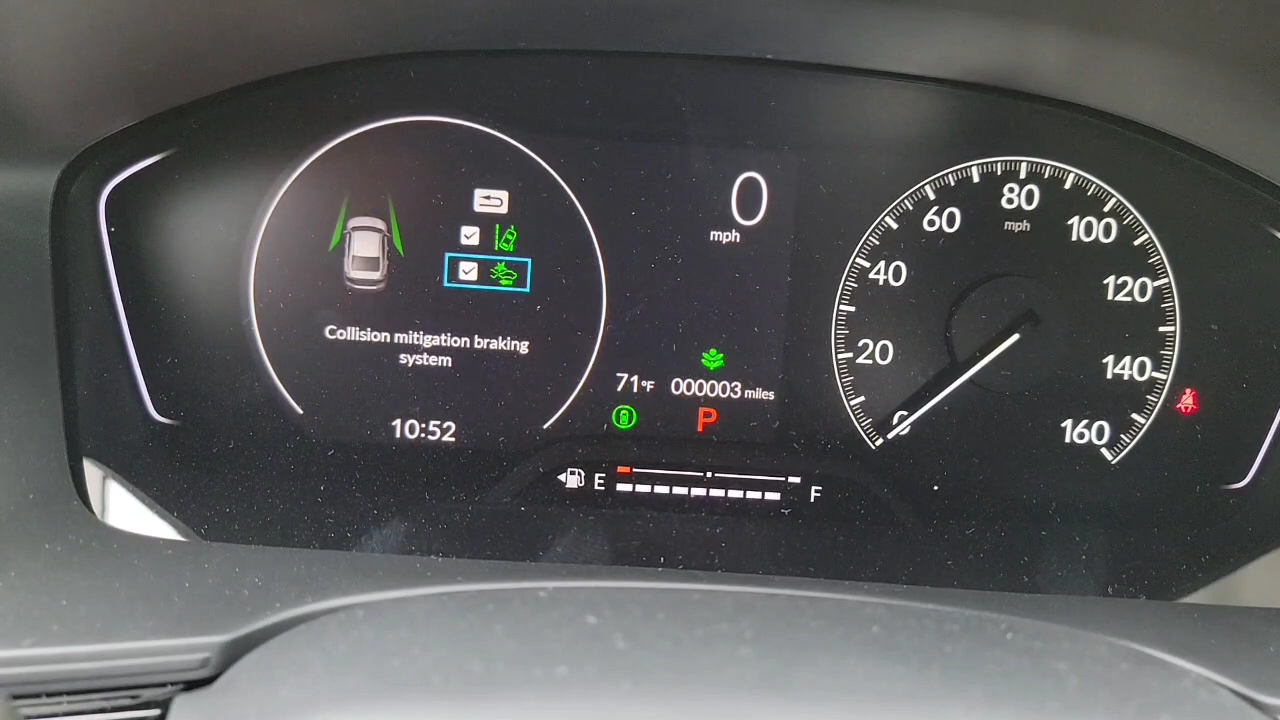 Collision mitigation braking
system
10:52
0
mph
71°F
000003 miles
P
E
F
0
20
40
60
80
mph
100
120
140
160